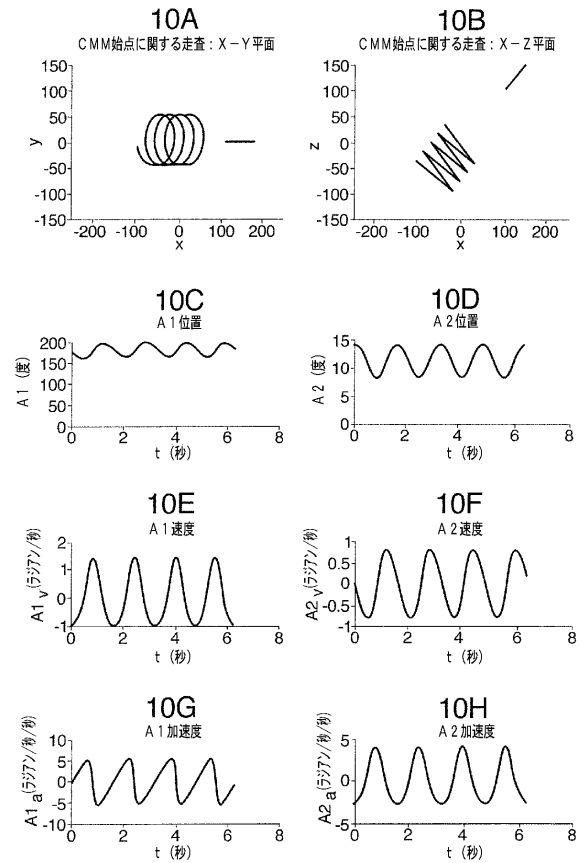 10A
CMM始点に関する走査：X－Y平面
150
100
50
0
-50
-100
-150
y
-200 -100 0 100 200
x
10B
CMM始点に関する走査：X－Z平面
150
100
50
0
-50
-100
-150
z
-200 -100 0 100 200
x
10C
A1位置
200
150
100
50
0
A1 (度)
0 2 4 6 8
t (秒)
10D
A2位置
15
10
5
0
A2 (度)
0 2 4 6 8
t (秒)
10E
A1速度
2
1
0
-1
A1v(ラジアン/秒)
0 2 4 6 8
t (秒)
10F
A2速度
1
0.5
0
-0.5
-1
A2v(ラジアン/秒)
0 2 4 6 8
t (秒)
10G
A1加速度
10
5
0
-5
-10
A1a(ラジアン/秒/秒)
0 2 4 6 8
t (秒)
10H
A2加速度
5
0
-5
A2a(ラジアン/秒/秒)
0 2 4 6 8
t (秒)